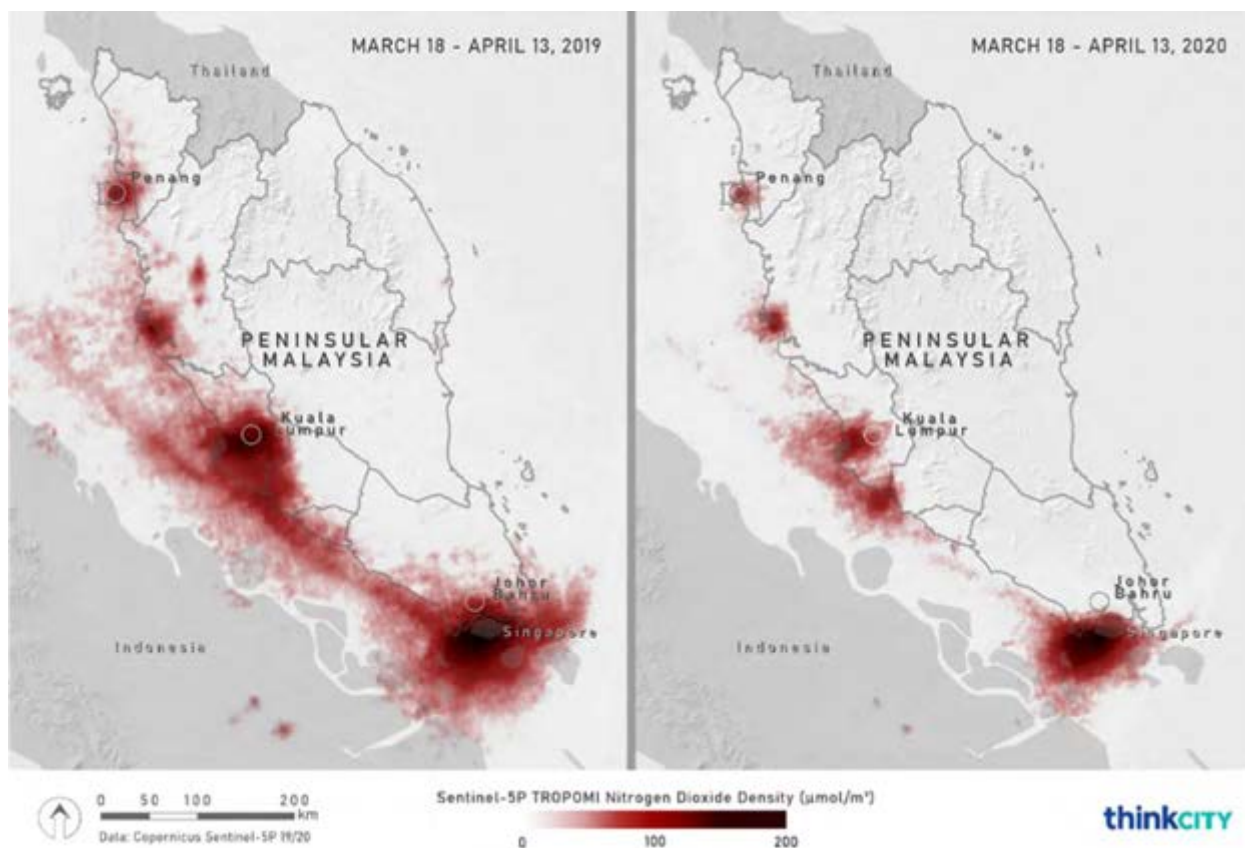 MARCH 18 - APRIL 13, 2019
Thailand
Penang
PENINSULAR
MALAYSIA
Kuala
Lumpur
Johor
Bahru
Singapore
Indonesia
MARCH 18 - APRIL 13, 2020
Thailand
Penang
PENINSULAR
MALAYSIA
Kuala
Lumpur
Johor
Bahru
Singapore
Indonesia
0 50 100 200
km
Data: Copernicus Sentinel-5P 19/20
Sentinel-5P TROPOMI Nitrogen Dioxide Density (µmol/m²)
0 100 200
thinkcity